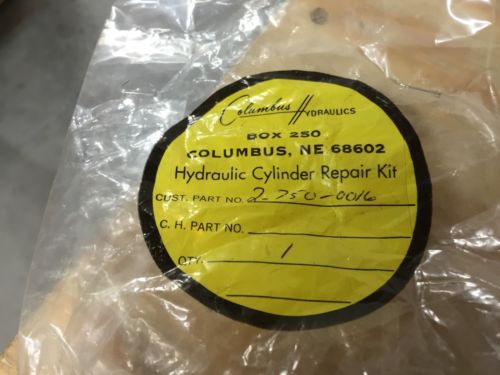 Columbus Hydraulics
BOX 250
COLUMBUS, NE 68602
Hydraulic Cylinder Repair Kit
CUST. PART NO. 2-750-0016
C. H. PART NO.
QTY. 1